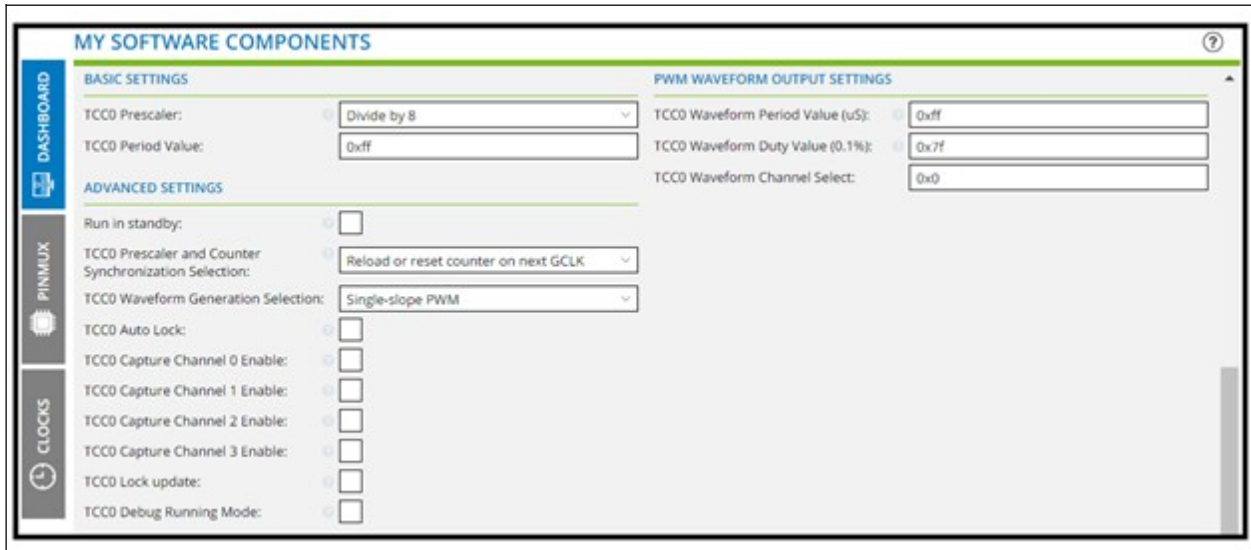 MY SOFTWARE COMPONENTS
?
DASHBOARD
PINMUX
CLOCKS
BASIC SETTINGS
TCC0 Prescaler: Divide by 8
TCC0 Period Value: 0xff
ADVANCED SETTINGS
Run in standby:
TCC0 Prescaler and Counter
Synchronization Selection: Reload or reset counter on next GCLK
TCC0 Waveform Generation Selection: Single-slope PWM
TCC0 Auto Lock:
TCC0 Capture Channel 0 Enable:
TCC0 Capture Channel 1 Enable:
TCC0 Capture Channel 2 Enable:
TCC0 Capture Channel 3 Enable:
TCC0 Lock update:
TCC0 Debug Running Mode:
PWM WAVEFORM OUTPUT SETTINGS
TCC0 Waveform Period Value (uS): 0xff
TCC0 Waveform Duty Value (0.1%): 0x7f
TCC0 Waveform Channel Select: 0x0